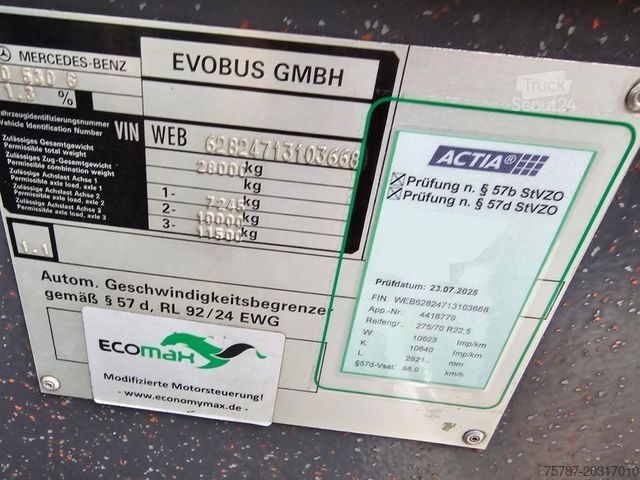 MERCEDES-BENZ
EVOBUS GMBH
O 530 G
1.3 %
Fahrzeugidentifizierungsnummer
Vehicle Identification Number
VIN WEB 62824713103668
Zulässiges Gesamtgewicht
Permissible total weight
28000 kg
Zulässiges Zug-Gesamtgewicht
Permissible combination weight
kg
Zulässige Achslast Achse 1
Permissible axle load, axle 1
1- 7245 kg
Zulässige Achslast Achse 2
Permissible axle load, axle 2
2- 10000 kg
Zulässige Achslast Achse 3
Permissible axle load, axle 3
3- 11500 kg
1.1
Autom. Geschwindigkeitsbegrenzer
gemäß § 57 d, RL 92/24 EWG
ECOmax
Modifizierte Motorsteuerung!
- www.economymax.de -
ACTIA®
Prüfung n. § 57b StVZO
Prüfung n. § 57d StVZO
Prüfdatum: 23.07.2025
FIN: WEB62824713103668
App.-Nr.: 4416779
Reifengr.: 275/70 R22,5
W: 10623 Imp/km
K: 10640 Imp/km
L: 2921 mm
§57d-Vset: 95.0 km/h
Truck
Scout24
75787-20317010